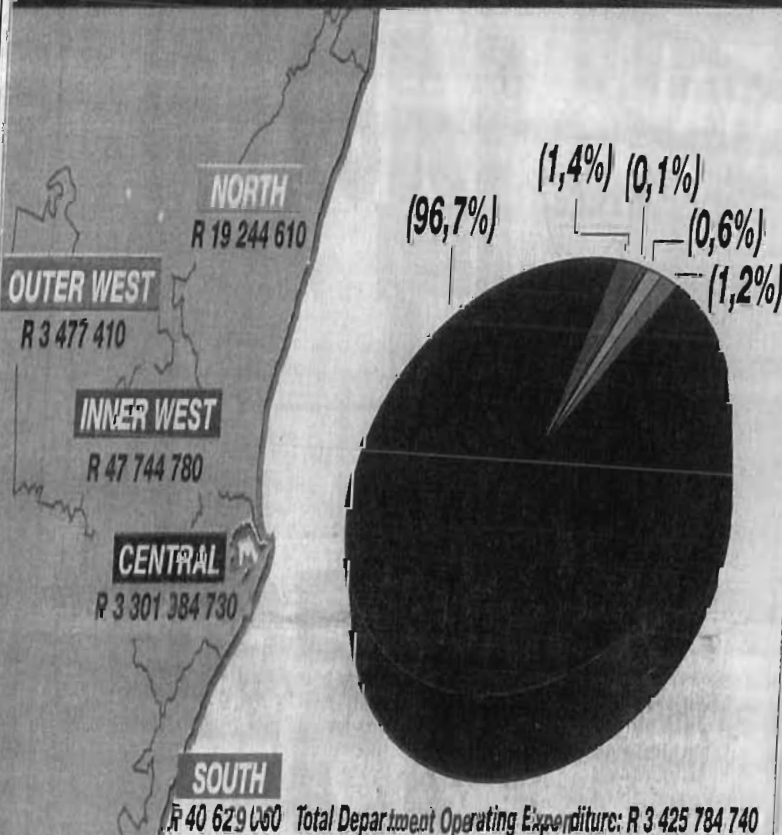 (1,4%) (0,1%)
(96,7%)
(0,6%)
(1,2%)
NORTH
R 19 244 610
OUTER WEST
R 3 477 410
INNER WEST
R 47 744 780
CENTRAL
R 3 301 384 730
SOUTH
R 40 629 060 Total Department Operating Expenditure: R 3 425 784 740